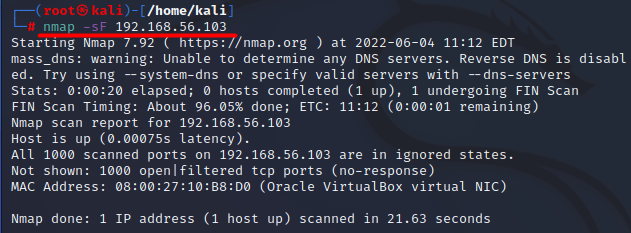 ┌──(root㉿kali)-[/home/kali]
└─# nmap -sF 192.168.56.103
Starting Nmap 7.92 ( https://nmap.org ) at 2022-06-04 11:12 EDT
mass_dns: warning: Unable to determine any DNS servers. Reverse DNS is disabl
ed. Try using --system-dns or specify valid servers with --dns-servers
Stats: 0:00:20 elapsed; 0 hosts completed (1 up), 1 undergoing FIN Scan
FIN Scan Timing: About 96.05% done; ETC: 11:12 (0:00:01 remaining)
Nmap scan report for 192.168.56.103
Host is up (0.00075s latency).
All 1000 scanned ports on 192.168.56.103 are in ignored states.
Not shown: 1000 open|filtered tcp ports (no-response)
MAC Address: 08:00:27:10:B8:D0 (Oracle VirtualBox virtual NIC)

Nmap done: 1 IP address (1 host up) scanned in 21.63 seconds